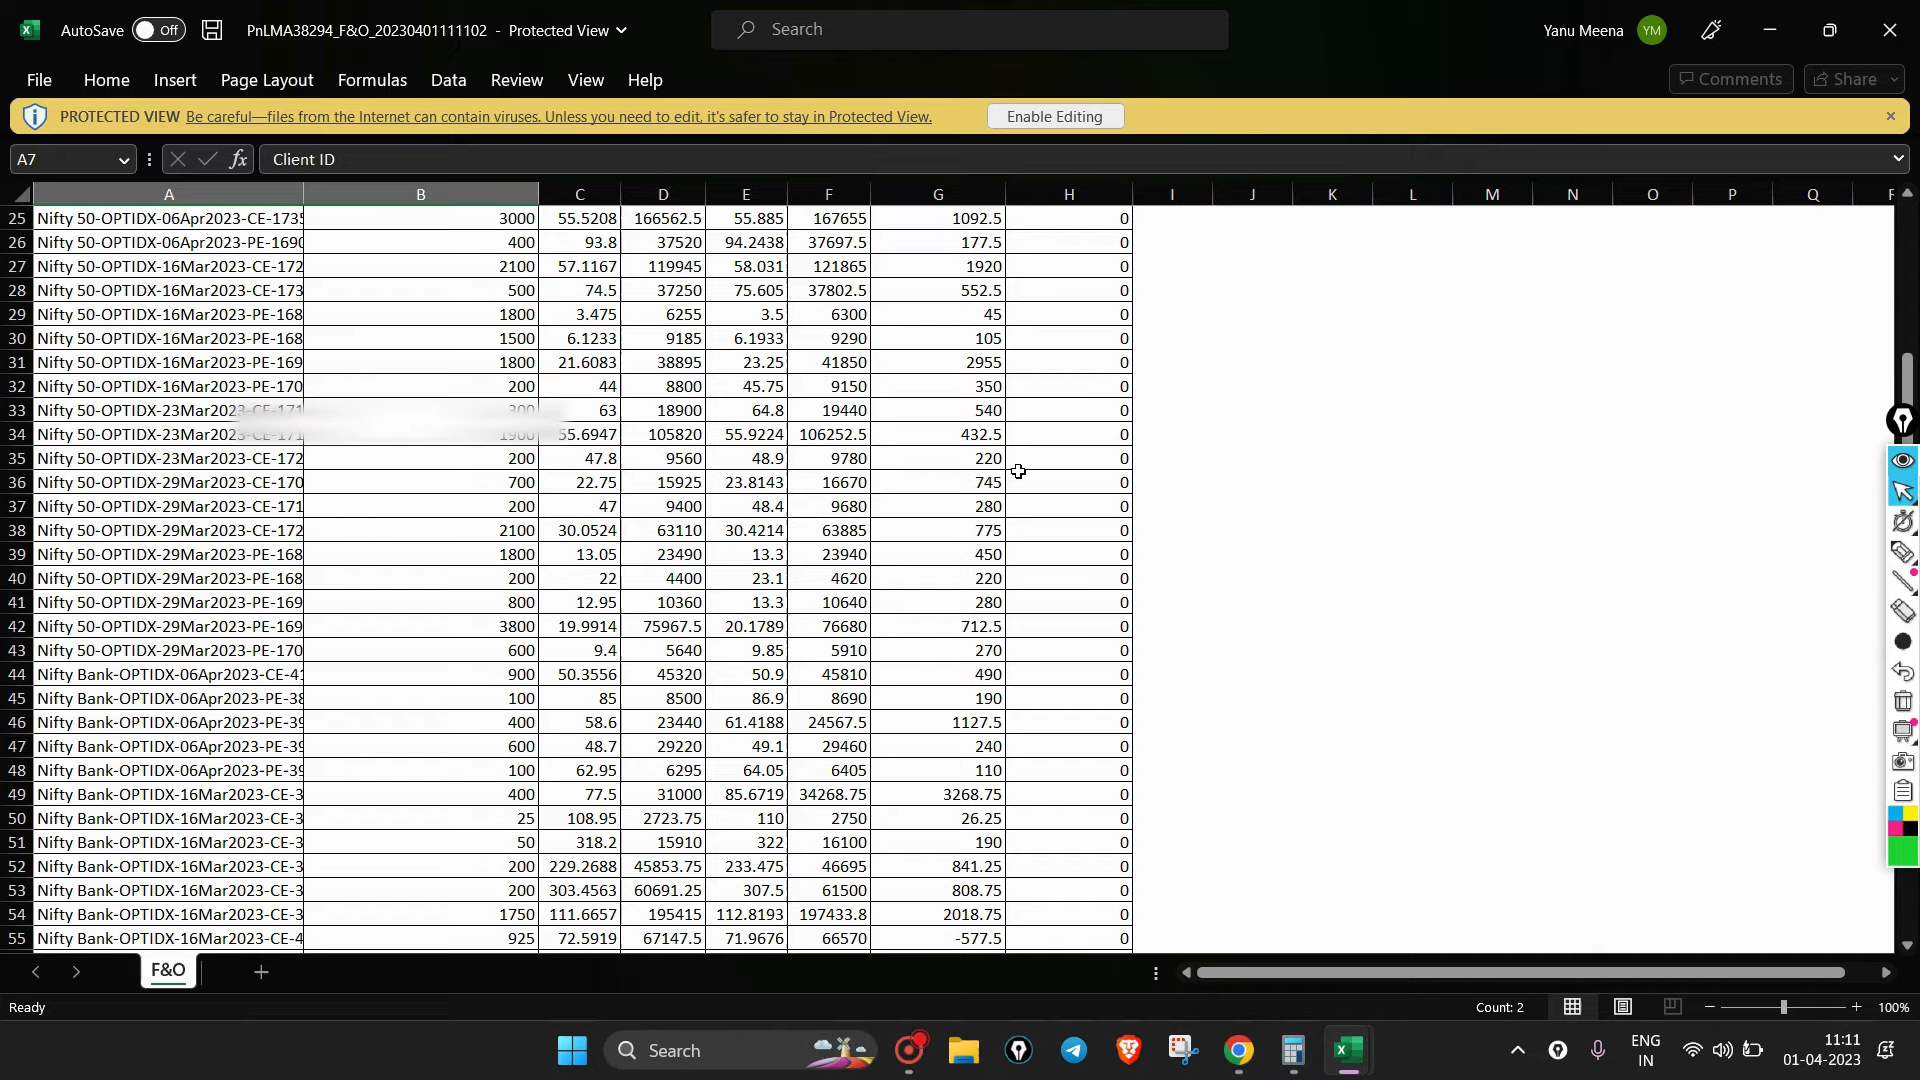 AutoSave Off PnLMA38294_F&O_20230401111102 - Protected View Search Yanu Meena YM
File Home Insert Page Layout Formulas Data Review View Help Comments Share
PROTECTED VIEW Be careful—files from the Internet can contain viruses. Unless you need to edit, it's safer to stay in Protected View. Enable Editing
A7 fx Client ID
A B C D E F G H I J K L M N O P Q
25 Nifty 50-OPTIDX-06Apr2023-CE-1735 3000 55.5208 166562.5 55.885 167655 1092.5 0
26 Nifty 50-OPTIDX-06Apr2023-PE-1690 400 93.8 37520 94.2438 37697.5 177.5 0
27 Nifty 50-OPTIDX-16Mar2023-CE-172 2100 57.1167 119945 58.031 121865 1920 0
28 Nifty 50-OPTIDX-16Mar2023-CE-173 500 74.5 37250 75.605 37802.5 552.5 0
29 Nifty 50-OPTIDX-16Mar2023-PE-168 1800 3.475 6255 3.5 6300 45 0
30 Nifty 50-OPTIDX-16Mar2023-PE-168 1500 6.1233 9185 6.1933 9290 105 0
31 Nifty 50-OPTIDX-16Mar2023-PE-169 1800 21.6083 38895 23.25 41850 2955 0
32 Nifty 50-OPTIDX-16Mar2023-PE-170 200 44 8800 45.75 9150 350 0
33 Nifty 50-OPTIDX-23Mar2023-CE-171 300 63 18900 64.8 19440 540 0
34 Nifty 50-OPTIDX-23Mar2023-CE-171 1900 55.6947 105820 55.9224 106252.5 432.5 0
35 Nifty 50-OPTIDX-23Mar2023-CE-172 200 47.8 9560 48.9 9780 220 0
36 Nifty 50-OPTIDX-29Mar2023-CE-170 700 22.75 15925 23.8143 16670 745 0
37 Nifty 50-OPTIDX-29Mar2023-CE-171 200 47 9400 48.4 9680 280 0
38 Nifty 50-OPTIDX-29Mar2023-CE-172 2100 30.0524 63110 30.4214 63885 775 0
39 Nifty 50-OPTIDX-29Mar2023-PE-168 1800 13.05 23490 13.3 23940 450 0
40 Nifty 50-OPTIDX-29Mar2023-PE-168 200 22 4400 23.1 4620 220 0
41 Nifty 50-OPTIDX-29Mar2023-PE-169 800 12.95 10360 13.3 10640 280 0
42 Nifty 50-OPTIDX-29Mar2023-PE-169 3800 19.9914 75967.5 20.1789 76680 712.5 0
43 Nifty 50-OPTIDX-29Mar2023-PE-170 600 9.4 5640 9.85 5910 270 0
44 Nifty Bank-OPTIDX-06Apr2023-CE-41 900 50.3556 45320 50.9 45810 490 0
45 Nifty Bank-OPTIDX-06Apr2023-PE-38 100 85 8500 86.9 8690 190 0
46 Nifty Bank-OPTIDX-06Apr2023-PE-39 400 58.6 23440 61.4188 24567.5 1127.5 0
47 Nifty Bank-OPTIDX-06Apr2023-PE-39 600 48.7 29220 49.1 29460 240 0
48 Nifty Bank-OPTIDX-06Apr2023-PE-39 100 62.95 6295 64.05 6405 110 0
49 Nifty Bank-OPTIDX-16Mar2023-CE-3 400 77.5 31000 85.6719 34268.75 3268.75 0
50 Nifty Bank-OPTIDX-16Mar2023-CE-3 25 108.95 2723.75 110 2750 26.25 0
51 Nifty Bank-OPTIDX-16Mar2023-CE-3 50 318.2 15910 322 16100 190 0
52 Nifty Bank-OPTIDX-16Mar2023-CE-3 200 229.2688 45853.75 233.475 46695 841.25 0
53 Nifty Bank-OPTIDX-16Mar2023-CE-3 200 303.4563 60691.25 307.5 61500 808.75 0
54 Nifty Bank-OPTIDX-16Mar2023-CE-3 1750 111.6657 195415 112.8193 197433.8 2018.75 0
55 Nifty Bank-OPTIDX-16Mar2023-CE-4 925 72.5919 67147.5 71.9676 66570 -577.5 0
F&O
Ready Count: 2 100%
Search ENG IN 11:11 01-04-2023